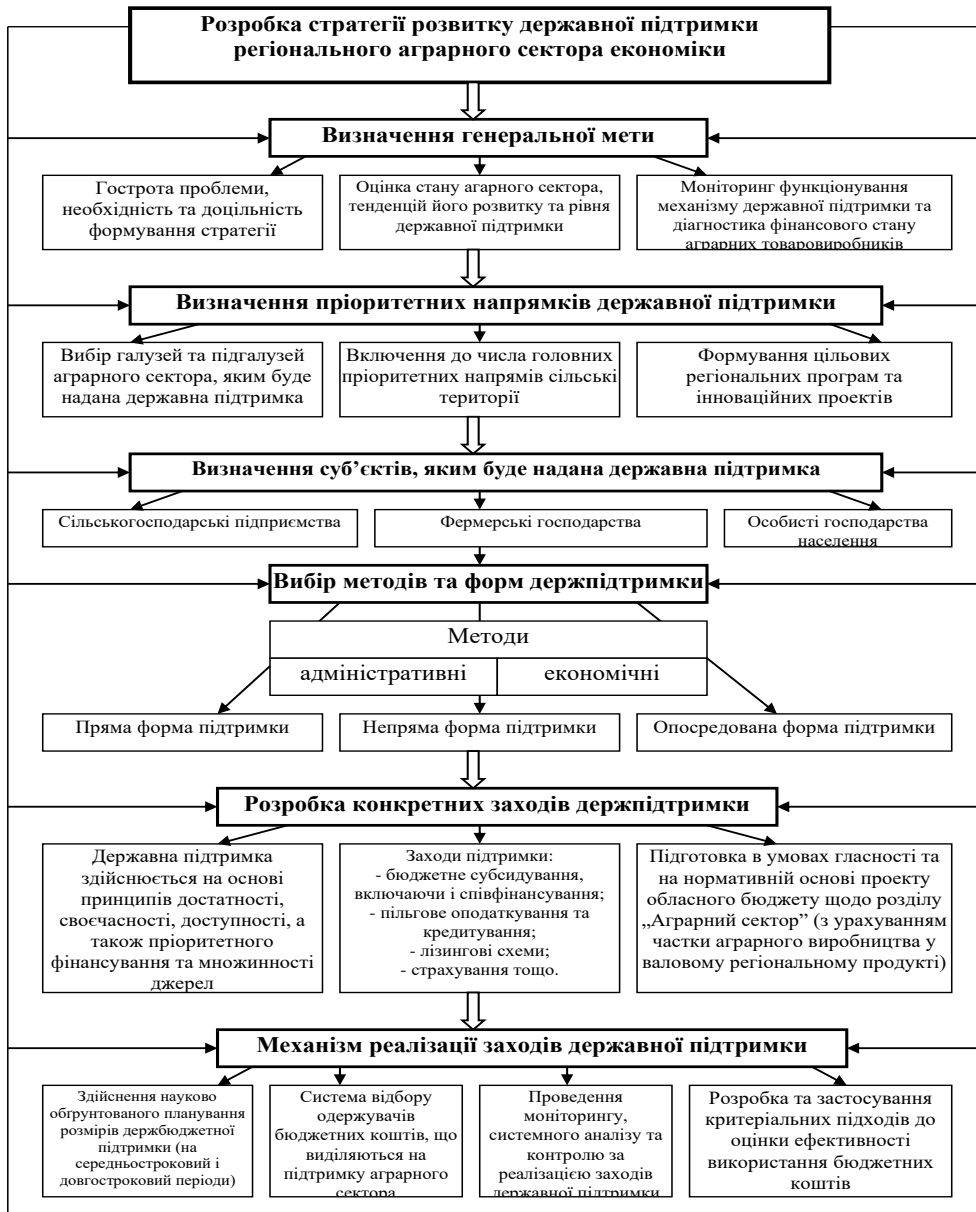 Розробка стратегії розвитку державної підтримки
регіонального аграрного сектора економіки
Визначення генеральної мети
Гострота проблеми,
необхідність та доцільність
формування стратегії
Оцінка стану агарного сектора,
тенденцій його розвитку та рівня
державної підтримки
Моніторинг функціонування
механізму державної підтримки та
діагностика фінансового стану
аграрних товаровиробників
Визначення пріоритетних напрямків державної підтримки
Вибір галузей та підгалузей
аграрного сектора, яким буде
надана державна підтримка
Включення до числа головних
пріоритетних напрямів сільські
території
Формування цільових
регіональних програм та
інноваційних проектів
Визначення суб’єктів, яким буде надана державна підтримка
Сільськогосподарські підприємства
Фермерські господарства
Особисті господарства
населення
Вибір методів та форм держпідтримки
Методи
адміністративні
економічні
Пряма форма підтримки
Непряма форма підтримки
Опосредована форма підтримки
Розробка конкретних заходів держпідтримки
Державна підтримка
здійснюється на основі
принципів достатності,
своєчасності, доступності, а
також пріоритетного
фінансування та множинності
джерел
Заходи підтримки:
- бюджетне субсидування,
включаючи і співфінансування;
- пільгове оподаткування та
кредитування;
- лізингові схеми;
- страхування тощо.
Підготовка в умовах гласності та
на нормативній основі проекту
обласного бюджету щодо розділу
„Аграрний сектор” (з урахуванням
частки аграрного виробництва у
валовому регіональному продукті)
Механізм реалізації заходів державної підтримки
Здійснення науково
обґрунтованого планування
розмірів держбюджетної
підтримки (на
середньостроковий і
довгостроковий періоди)
Система відбору
одержувачів
бюджетних коштів, що
виділяються на
підтримку аграрного
сектора
Проведення
моніторингу,
системного аналізу та
контролю за
реалізацією заходів
державної підтримки
Розробка та застосування
критеріальних підходів до
оцінки ефективності
використання бюджетних
коштів